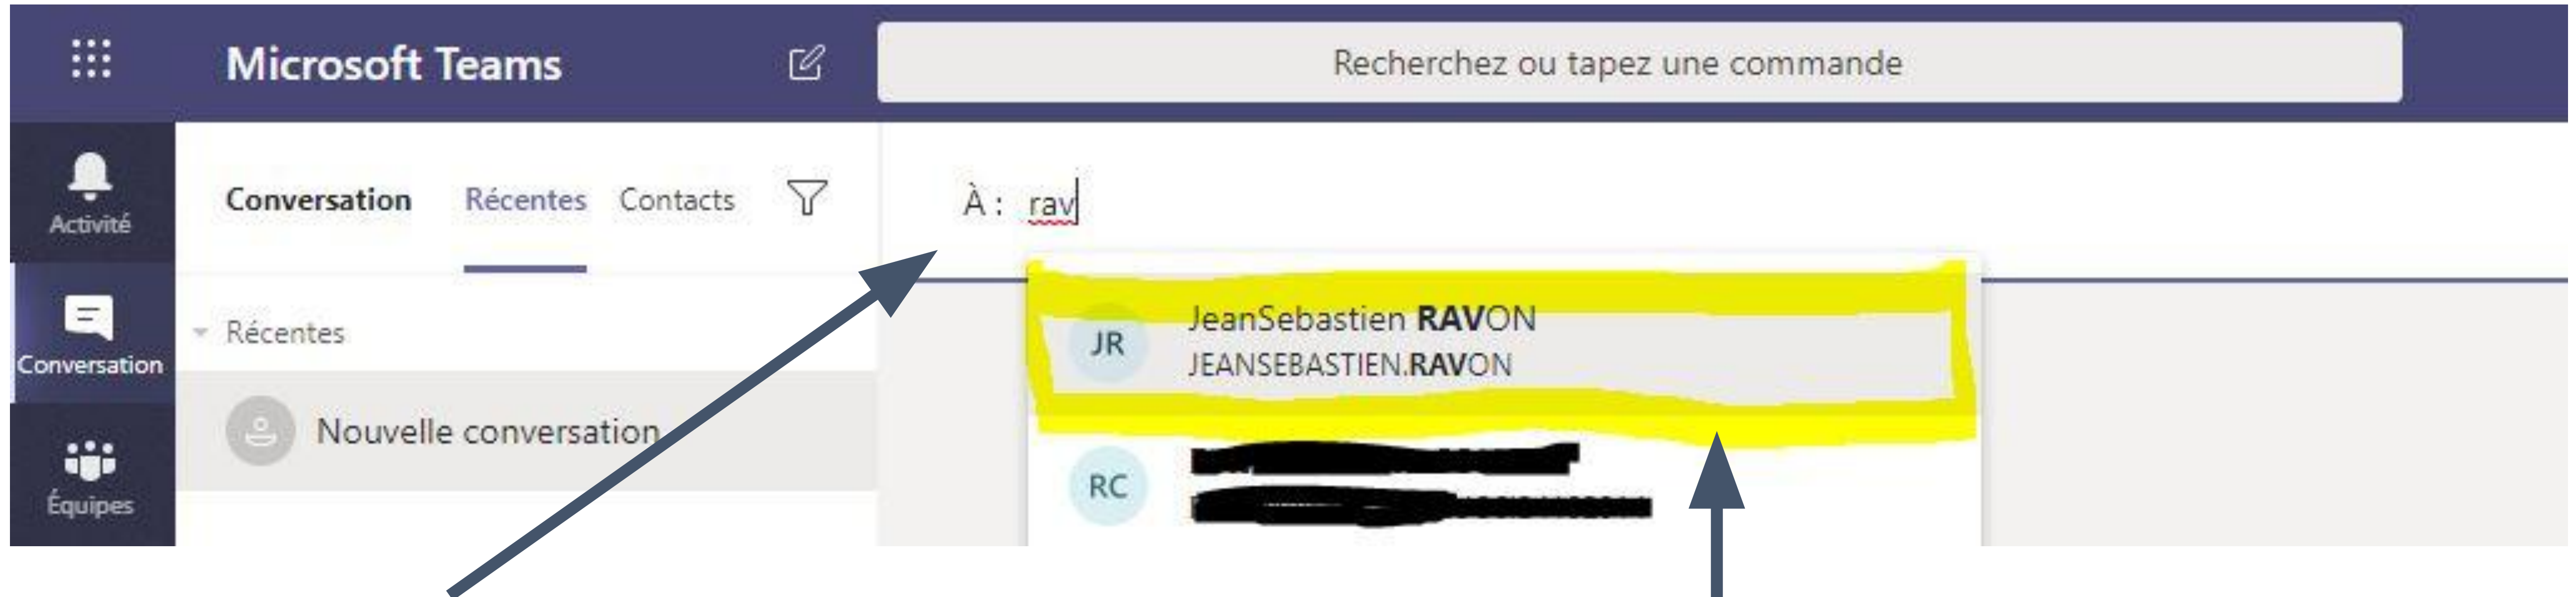 Microsoft Teams
Recherchez ou tapez une commande
Activité
Conversation
Équipes
Conversation Récentes Contacts
Récentes
Nouvelle conversation
À : rav
JR
JeanSebastien RAVON
JEANSEBASTIEN.RAVON
RC